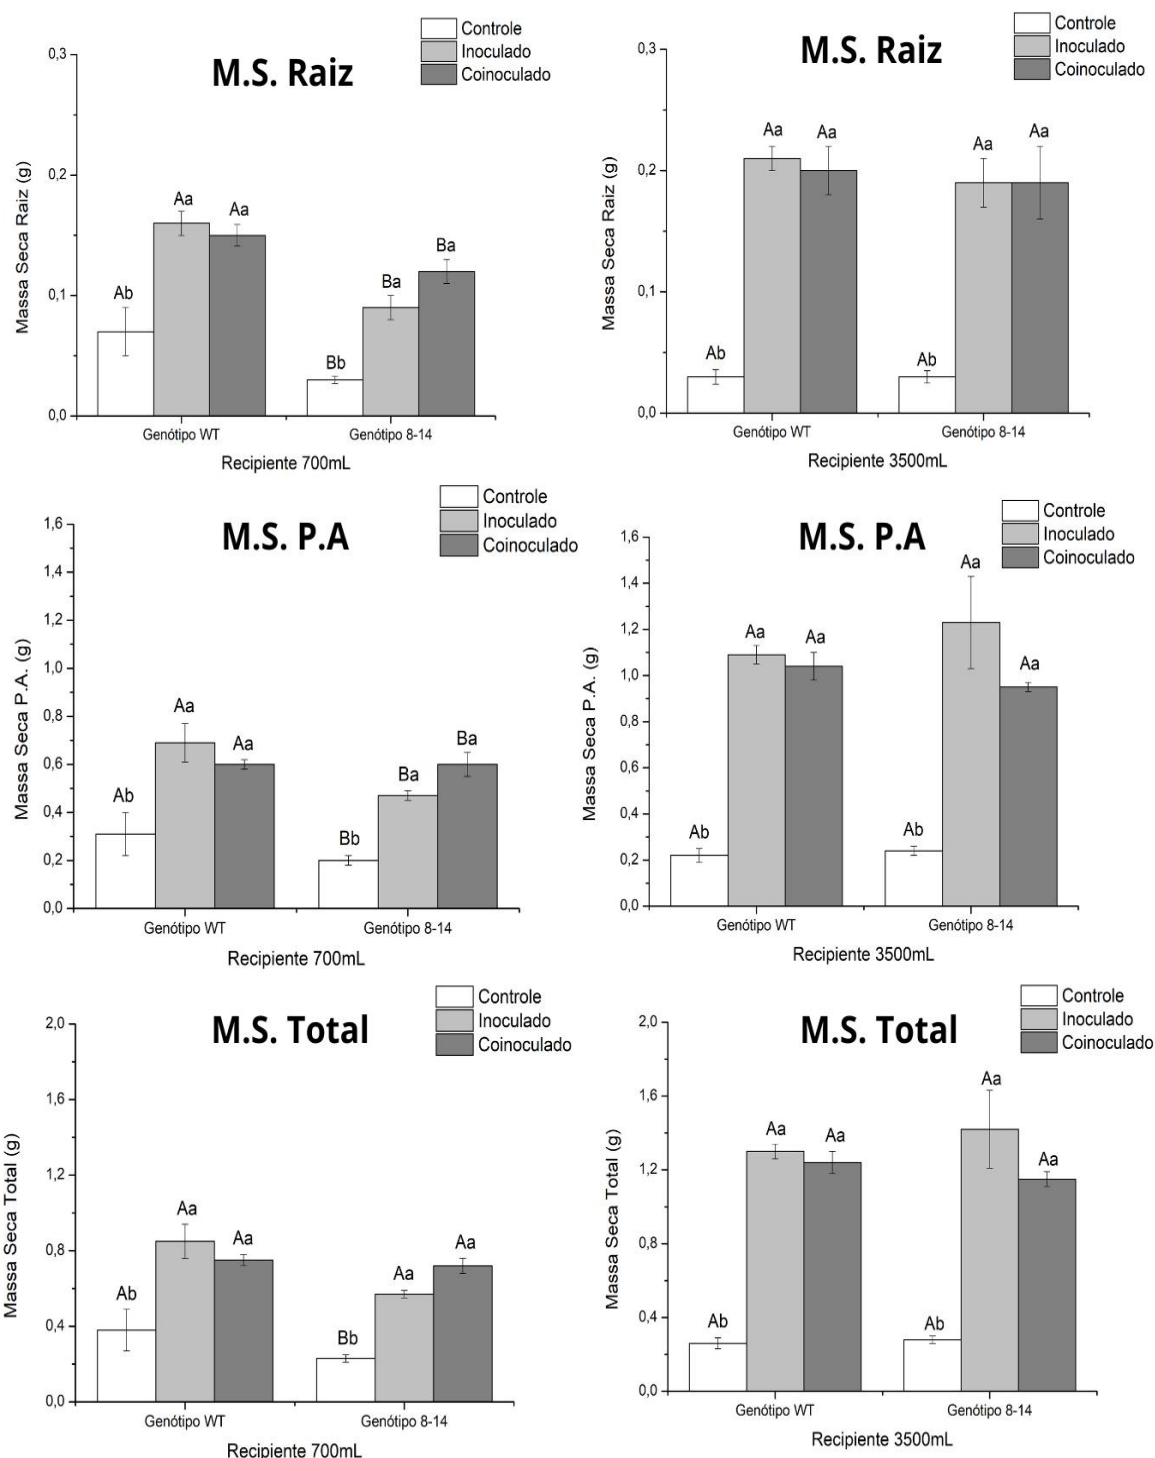 M.S. Raiz
Controle
Inoculado
Coinoculado
Massa Seca Raiz (g)
0,3
0,2
0,1
0,0
Ab
Aa
Aa
Bb
Ba
Ba
Genótipo WT
Genótipo 8-14
Recipiente 700mL
M.S. Raiz
Controle
Inoculado
Coinoculado
Massa Seca Raiz (g)
0,3
0,2
0,1
0,0
Ab
Aa
Aa
Ab
Aa
Aa
Genótipo WT
Genótipo 8-14
Recipiente 3500mL
M.S. P.A
Controle
Inoculado
Coinoculado
Massa Seca P.A. (g)
1,6
1,4
1,2
1,0
0,8
0,6
0,4
0,2
0,0
Ab
Aa
Aa
Bb
Ba
Ba
Genótipo WT
Genótipo 8-14
Recipiente 700mL
M.S. P.A
Controle
Inoculado
Coinoculado
Massa Seca P.A. (g)
1,6
1,4
1,2
1,0
0,8
0,6
0,4
0,2
0,0
Ab
Aa
Aa
Ab
Aa
Aa
Genótipo WT
Genótipo 8-14
Recipiente 3500mL
M.S. Total
Controle
Inoculado
Coinoculado
Massa Seca Total (g)
2,0
1,6
1,2
0,8
0,4
0,0
Ab
Aa
Aa
Bb
Aa
Aa
Genótipo WT
Genótipo 8-14
Recipiente 700mL
M.S. Total
Controle
Inoculado
Coinoculado
Massa Seca Total (g)
2,0
1,6
1,2
0,8
0,4
0,0
Ab
Aa
Aa
Ab
Aa
Aa
Genótipo WT
Genótipo 8-14
Recipiente 3500mL